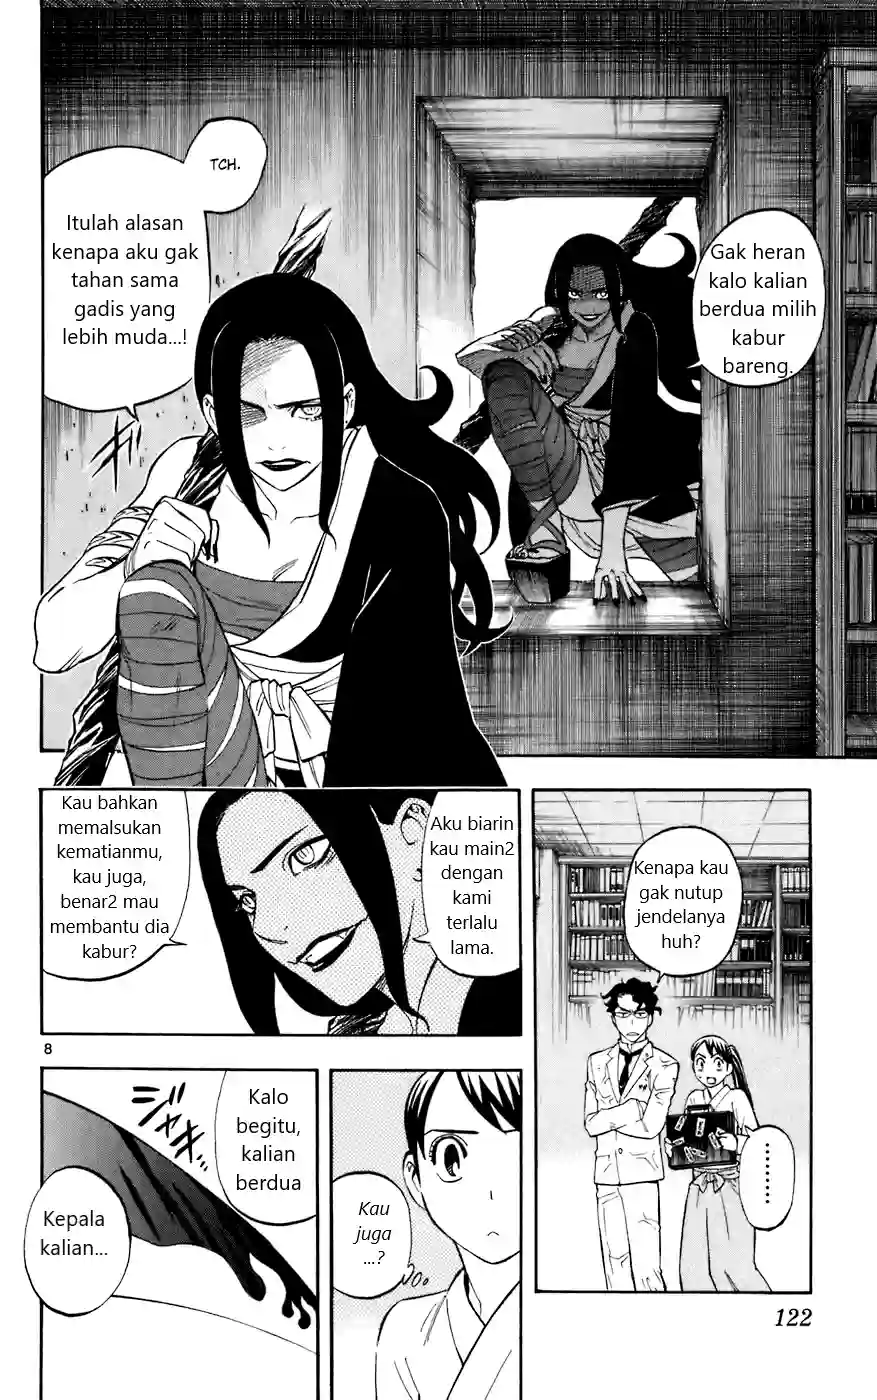 Gak heran
kalo kalian
berdua milih
kabur
bareng.
TCH.
Itulah alasan
kenapa aku gak
tahan sama
gadis yang
lebih muda...!
Kenapa kau
gak nutup
jendelanya
huh?
........
Aku biarin
kau main2
dengan
kami
terlalu
lama.
Kau bahkan
memalsukan
kematianmu,
kau juga,
benar2 mau
membantu dia
kabur?
8
Kau
juga
...?
Kalo
begitu,
kalian
berdua
Kepala
kalian...
122